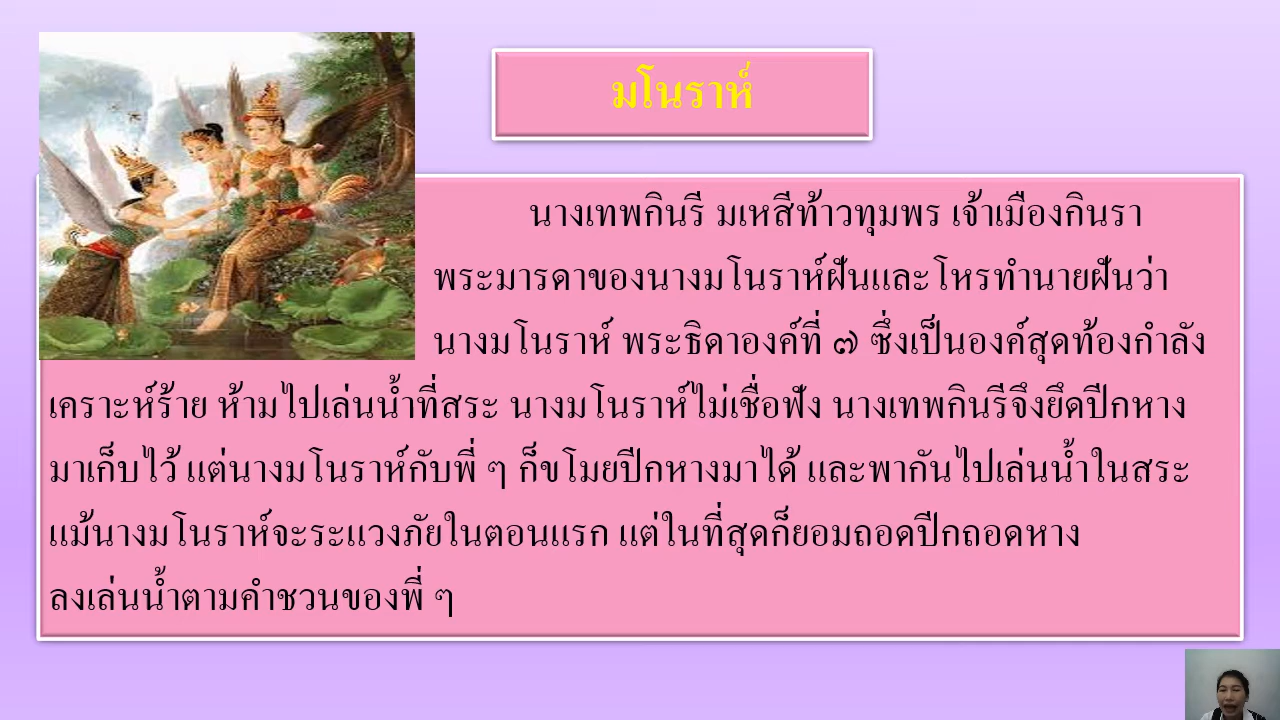 มโนราห์
นางเทพกินรี มเหสีท้าวทุมพร เจ้าเมืองกินรา
พระมารดาของนางมโนราห์ฝันและโหรทำนายฝันว่า
นางมโนราห์ พระธิดาองค์ที่ ๗ ซึ่งเป็นองค์สุดท้องกำลัง
เคราะห์ร้าย ห้ามไปเล่นน้ำที่สระ นางมโนราห์ไม่เชื่อฟัง นางเทพกินรีจึงยึดปีกหาง
มาเก็บไว้ แต่นางมโนราห์กับพี่ ๆ ก็ขโมยปีกหางมาได้ และพากันไปเล่นน้ำในสระ
แม้นางมโนราห์จะระแวงภัยในตอนแรก แต่ในที่สุดก็ยอมถอดปีกถอดหาง
ลงเล่นน้ำตามคำชวนของพี่ ๆ